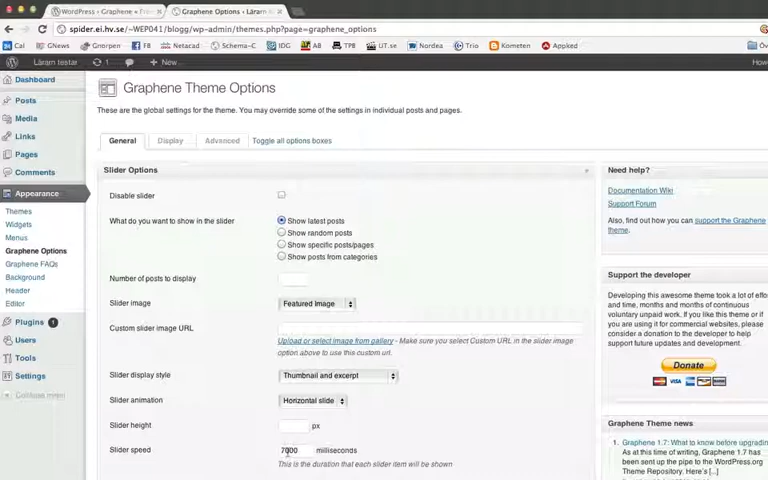 WordPress › Graphene « Free
Graphene Options ‹ Läraren t
spider.ei.hv.se/~WEP041/blogg/wp-admin/themes.php?page=graphene_options
Cal GNews Gnorpen FB Netacad Schema-C IDG AB TPB UT.se Nordea Trio Kometen Appked
1 New
Dashboard
Posts
Media
Links
Pages
Comments
Appearance
Themes
Widgets
Menus
Graphene Options
Graphene FAQs
Background
Header
Editor
Plugins 1
Users
Tools
Settings
Collapse menu
Graphene Theme Options
These are the global settings for the theme. You may override some of the settings in individual posts and pages.
General Display Advanced Toggle all options boxes
Slider Options
Disable slider
What do you want to show in the slider
Show latest posts
Show random posts
Show specific posts/pages
Show posts from categories
Number of posts to display
Slider image Featured Image
Custom slider image URL
Upload or select image from gallery - Make sure you select Custom URL in the slider image
option above to use this custom url.
Slider display style Thumbnail and excerpt
Slider animation Horizontal slide
Slider height px
Slider speed 7000 milliseconds
This is the duration that each slider item will be shown
Need help?
Documentation Wiki
Support Forum
Also, find out how you can support the Graphene
theme.
Support the developer
Developing this awesome theme took a lot of
time, months and months of continuous
voluntary unpaid work. If you like this theme or
if you are using it for commercial websites, please
consider a donation to the developer to help
support future updates and development.
Donate
VISA
Graphene Theme news
1. Graphene 1.7: What to know before
As at this time of writing, Graphene 1.7 has
been sent up the pipe to the WordPress.org
Theme Repository. Here's [...]